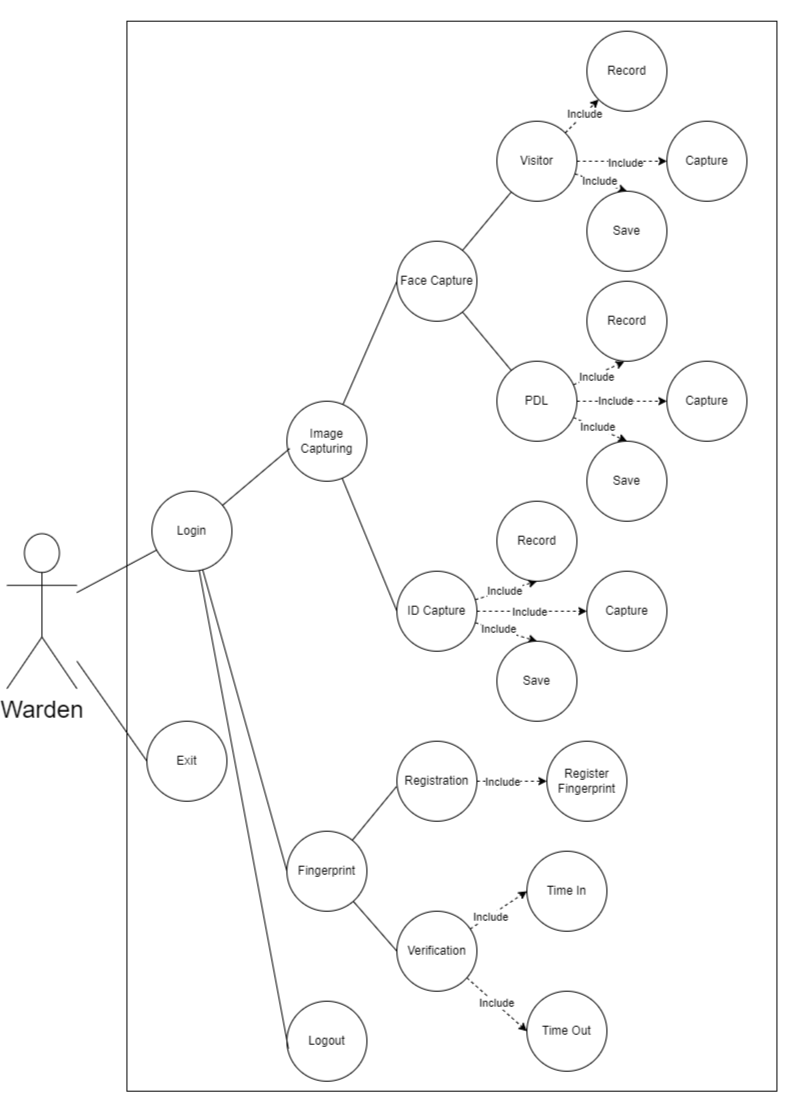 Record
Include
Visitor
Include
Capture
Include
Save
Face Capture
Record
Include
PDL
Include
Capture
Include
Save
Image
Capturing
Login
Record
Include
ID Capture
Include
Capture
Include
Save
Warden
Exit
Registration
Include
Register
Fingerprint
Fingerprint
Time In
Include
Verification
Include
Time Out
Logout